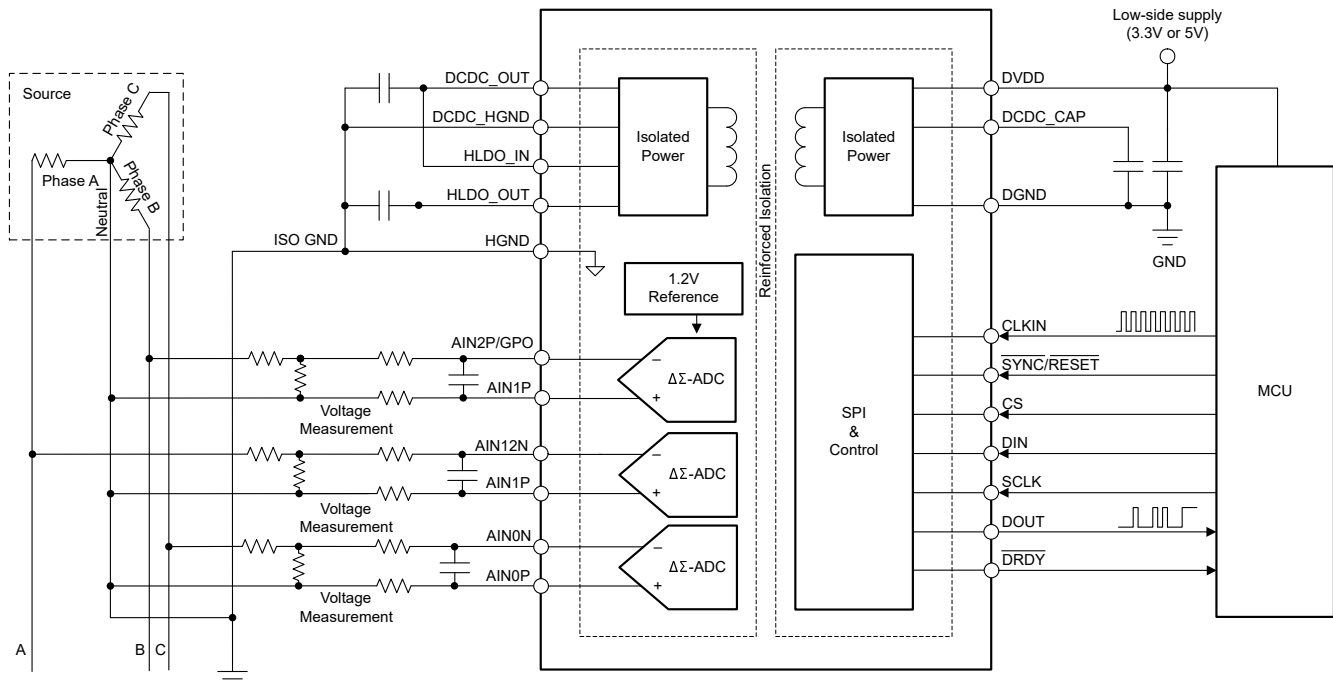 Low-side supply
(3.3V or 5V)
Source
Phase C
Phase A
Phase B
Neutral
DCDC_OUT
DCDC_HGND
HLDO_IN
HLDO_OUT
ISO GND
HGND
Isolated
Power
Reinforced Isolation
Isolated
Power
DVDD
DCDC_CAP
DGND
GND
1.2V
Reference
AIN2P/GPO
AIN1P
Voltage
Measurement
−
+
ΔΣ-ADC
AIN12N
AIN1P
Voltage
Measurement
−
+
ΔΣ-ADC
AIN0N
AIN0P
Voltage
Measurement
−
+
ΔΣ-ADC
SPI
&
Control
CLKIN
SYNC/RESET
CS
DIN
SCLK
DOUT
DRDY
MCU
A
B
C